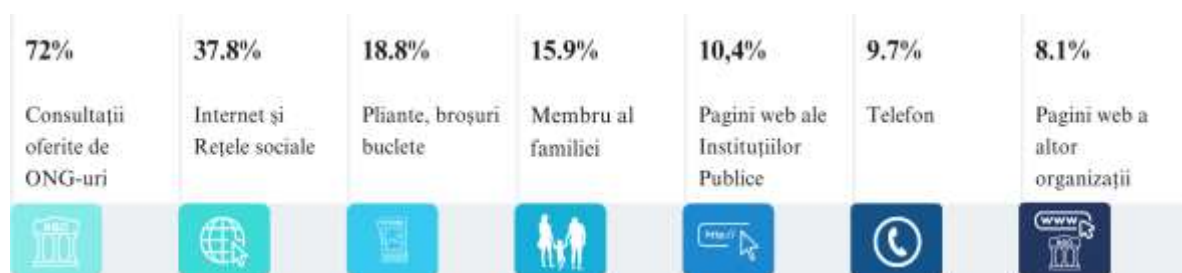 72%
37.8%
18.8%
15.9%
10,4%
9.7%
8.1%
Consultații
oferite de
ONG-uri
Internet și
Rețele sociale
Pliante, broșuri
buclete
Membru al
familiei
Pagini web ale
Instituțiilor
Publice
Telefon
Pagini web a
altor
organizații
http://
www